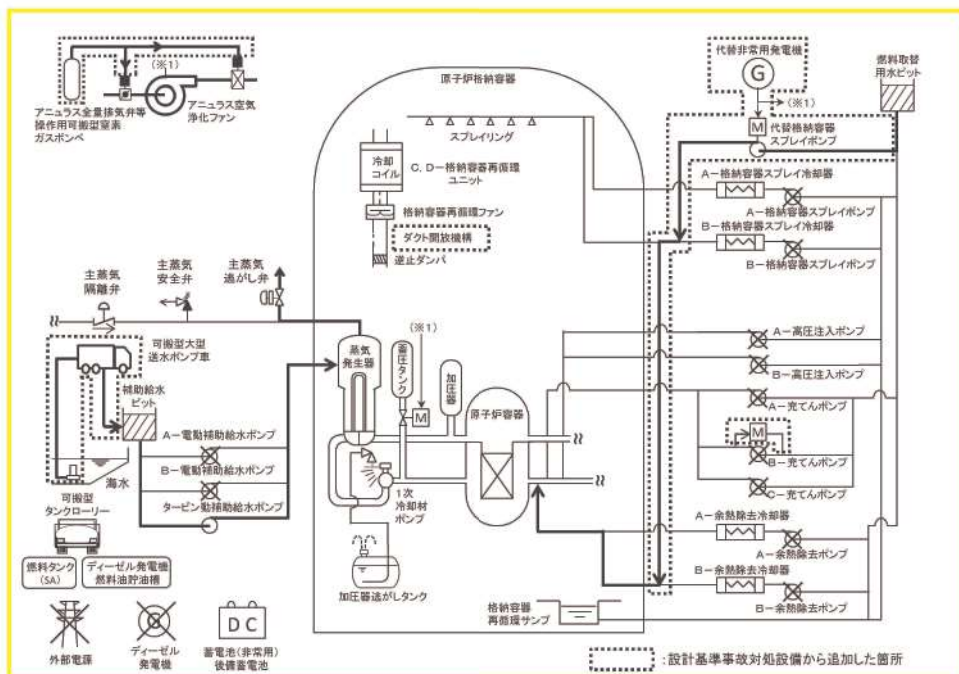 (※1)
アニュラス全量排気弁等
操作用可搬型窒素
ガスボンベ
アニュラス空気
浄化ファン
原子炉格納容器
スプレイリング
冷却
コイル
C，D－格納容器再循環
ユニット
格納容器再循環ファン
ダクト開放機構
逆止ダンパ
代替非常用発電機
G
(※1)
M
代替格納容器
スプレイポンプ
燃料取替
用水ピット
A－格納容器スプレイ冷却器
A－格納容器スプレイポンプ
B－格納容器スプレイ冷却器
B－格納容器スプレイポンプ
主蒸気
隔離弁
主蒸気
安全弁
主蒸気
逃がし弁
可搬型大型
送水ポンプ車
補助給水
ピット
A－電動補助給水ポンプ
B－電動補助給水ポンプ
タービン動補助給水ポンプ
海水
可搬型
タンクローリー
燃料タンク
(SA)
ディーゼル発電機
燃料油貯油槽
蒸気
発生器
蓄圧タンク
(※1)
M
加圧器
原子炉容器
1次
冷却材
ポンプ
加圧器逃がしタンク
A－高圧注入ポンプ
B－高圧注入ポンプ
A－充てんポンプ
M
B－充てんポンプ
C－充てんポンプ
A－余熱除去冷却器
A－余熱除去ポンプ
B－余熱除去冷却器
B－余熱除去ポンプ
格納容器
再循環サンプ
外部電源
G
ディーゼル
発電機
DC
蓄電池(非常用)
後備蓄電池
：設計基準事故対処設備から追加した箇所